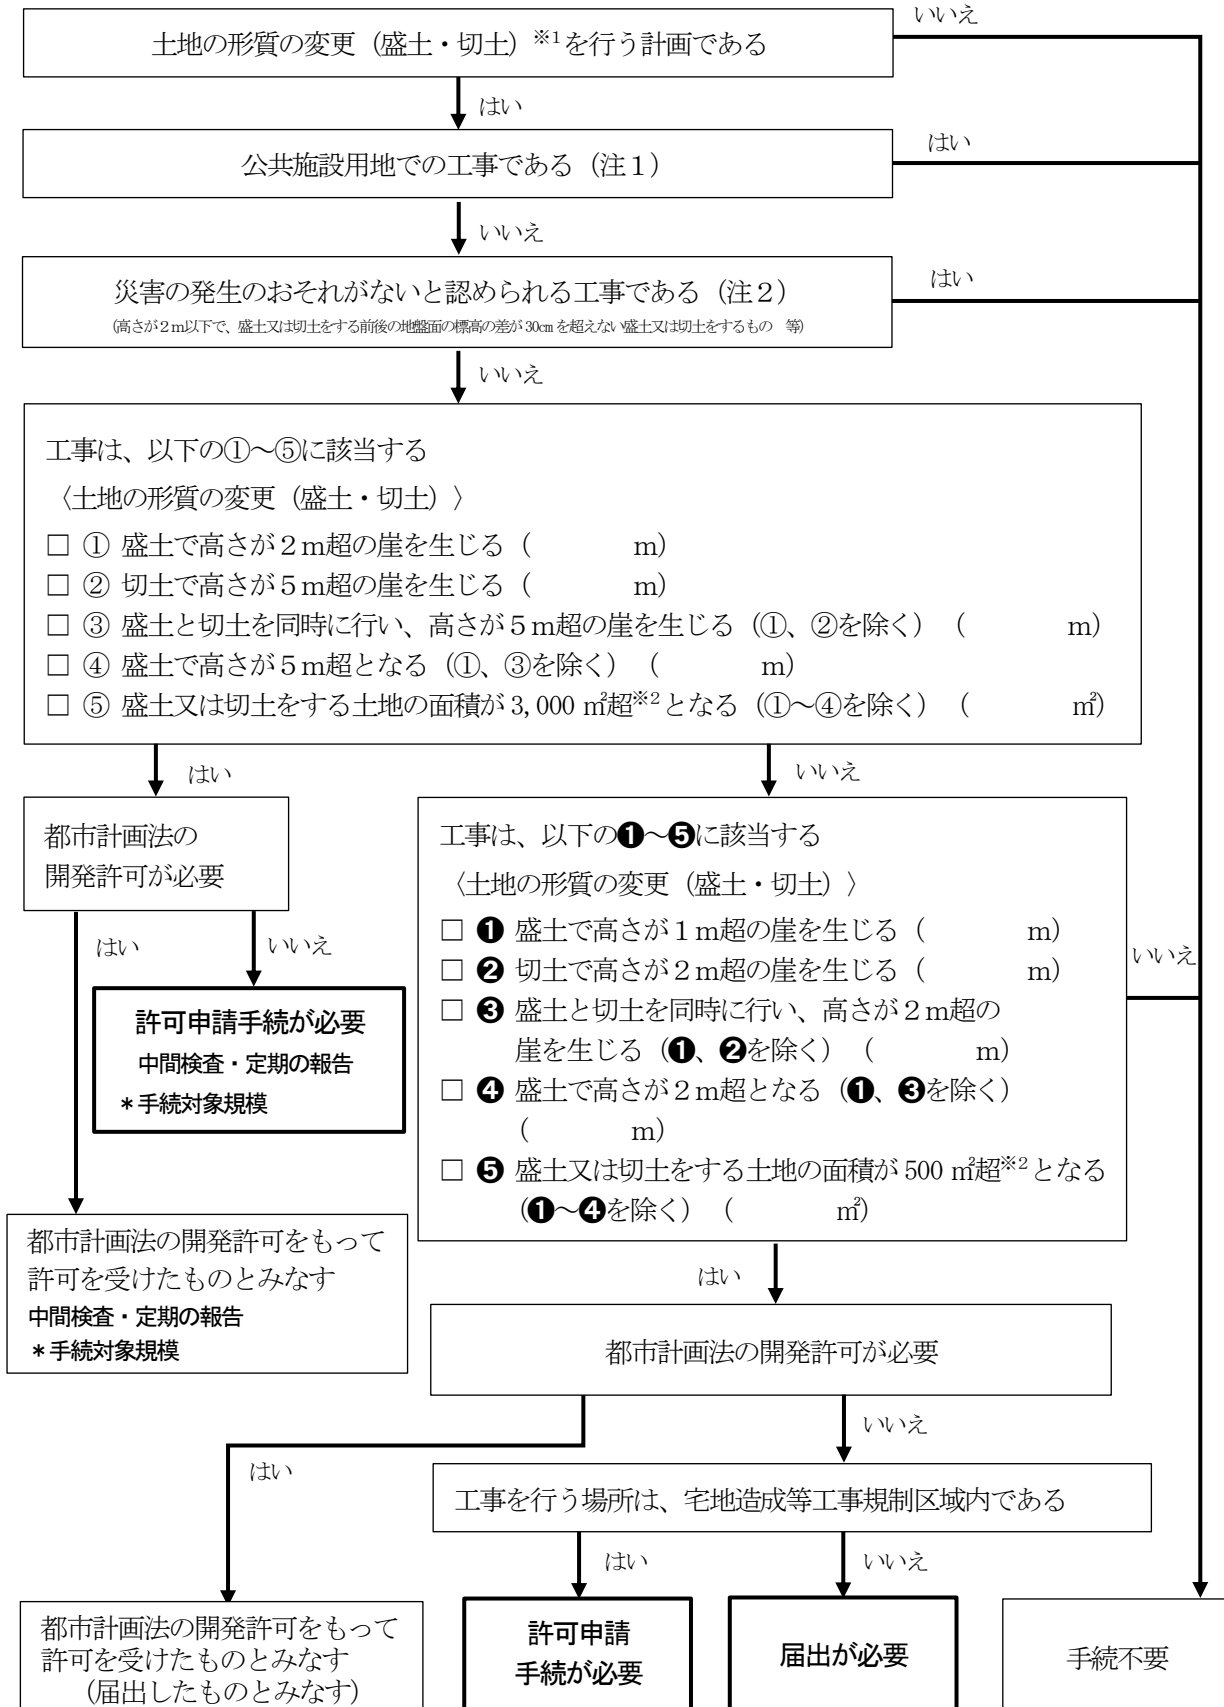 いいえ
土地の形質の変更（盛土・切土）※1を行う計画である
はい
公共施設用地での工事である（注１）
はい
いいえ
災害の発生のおそれがないと認められる工事である（注２）
(高さが２ｍ以下で、盛土又は切土をする前後の地盤面の標高の差が30㎝を超えない盛土又は切土をするもの　等)
はい
いいえ
工事は、以下の①～⑤に該当する
〈土地の形質の変更（盛土・切土）〉
□ ① 盛土で高さが２ｍ超の崖を生じる（　　　　ｍ）
□ ② 切土で高さが５ｍ超の崖を生じる（　　　　ｍ）
□ ③ 盛土と切土を同時に行い、高さが５ｍ超の崖を生じる（①、②を除く）（　　　　ｍ）
□ ④ 盛土で高さが５ｍ超となる（①、③を除く）（　　　　ｍ）
□ ⑤ 盛土又は切土をする土地の面積が3,000 ㎡超※2となる（①～④を除く）（　　　　㎡）
はい
いいえ
都市計画法の
開発許可が必要
はい
いいえ
許可申請手続が必要
中間検査・定期の報告
＊手続対象規模
都市計画法の開発許可をもって
許可を受けたものとみなす
中間検査・定期の報告
＊手続対象規模
工事は、以下の❶～❺に該当する
〈土地の形質の変更（盛土・切土）〉
□ ❶ 盛土で高さが１ｍ超の崖を生じる（　　　　ｍ）
□ ❷ 切土で高さが２ｍ超の崖を生じる（　　　　ｍ）
□ ❸ 盛土と切土を同時に行い、高さが２ｍ超の
崖を生じる（❶、❷を除く）（　　　　ｍ）
□ ❹ 盛土で高さが２ｍ超となる（❶、❸を除く）
（　　　　ｍ）
□ ❺ 盛土又は切土をする土地の面積が500 ㎡超※2となる
（❶～❹を除く）（　　　　㎡）
いいえ
はい
都市計画法の開発許可が必要
はい
いいえ
工事を行う場所は、宅地造成等工事規制区域内である
はい
いいえ
都市計画法の開発許可をもって
許可を受けたものとみなす
（届出したものとみなす）
許可申請
手続が必要
届出が必要
手続不要